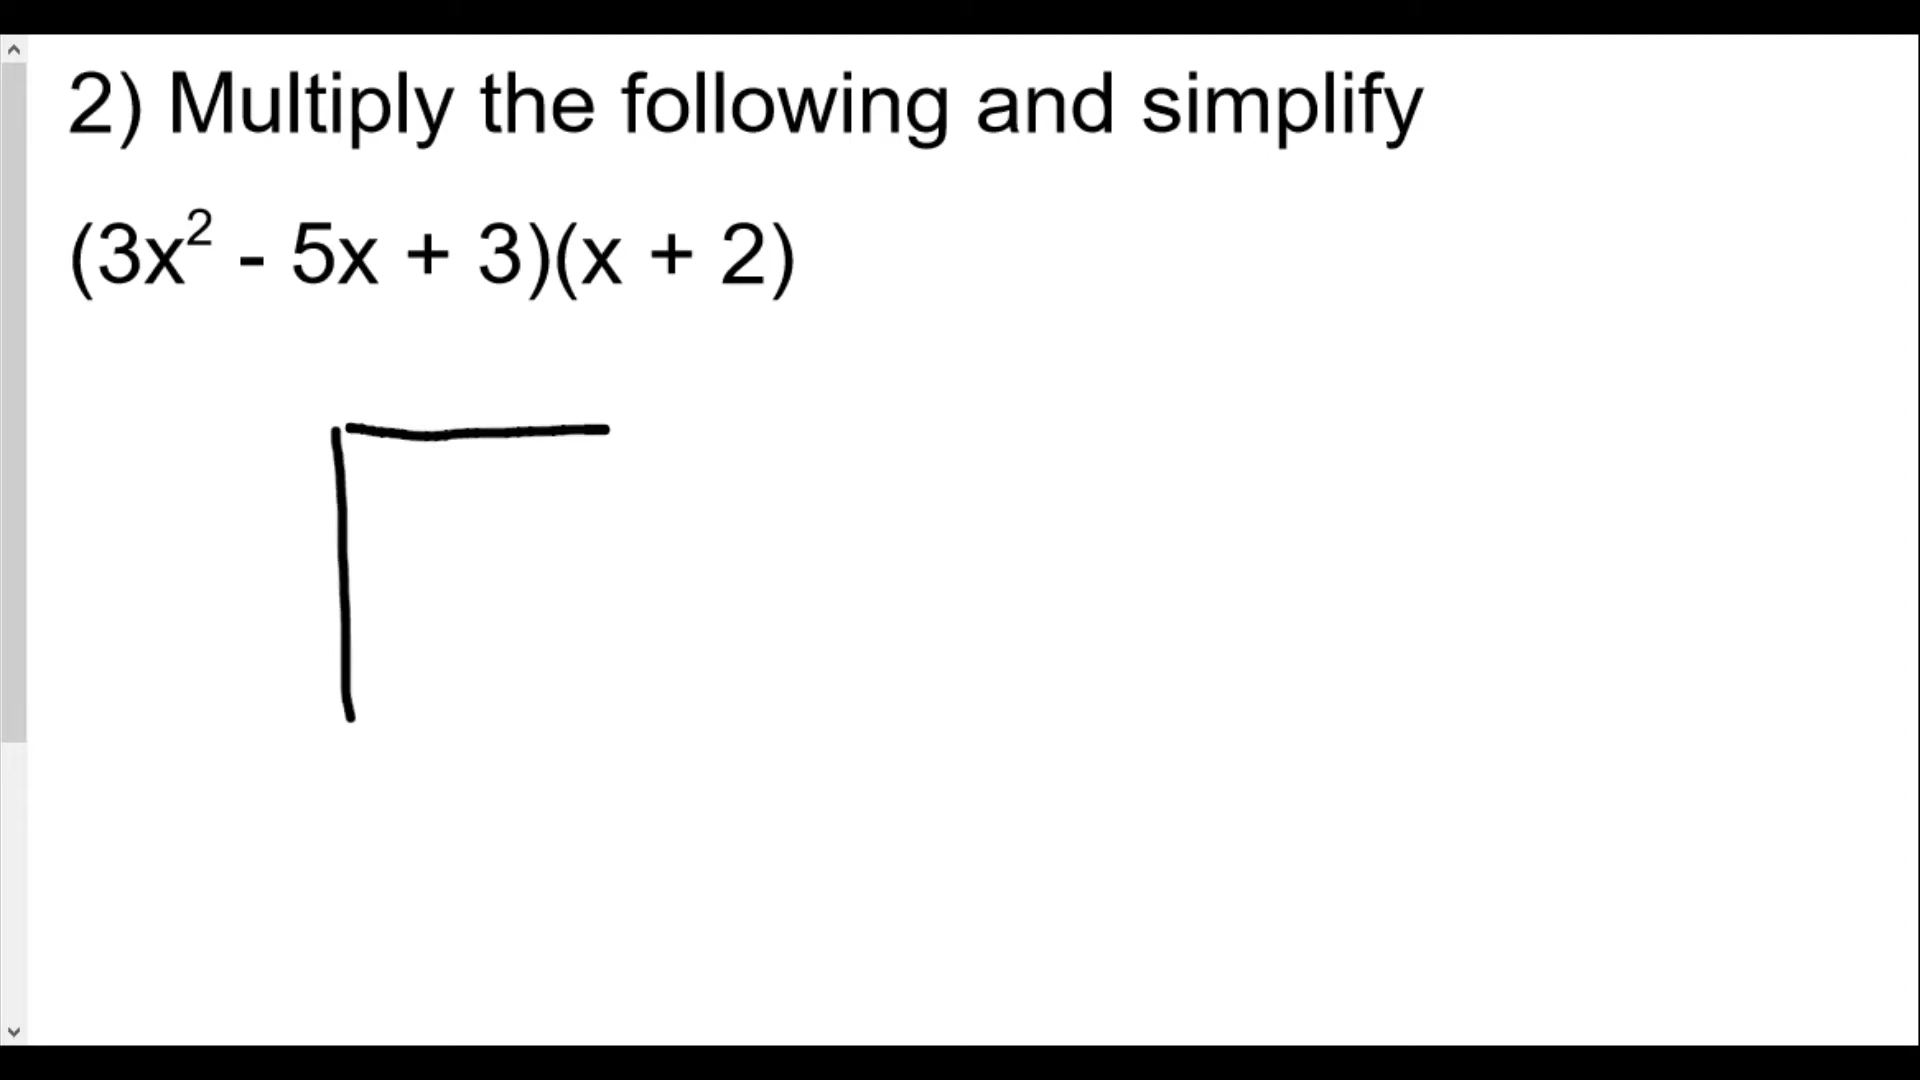 2) Multiply the following and simplify
(3x² - 5x + 3)(x + 2)